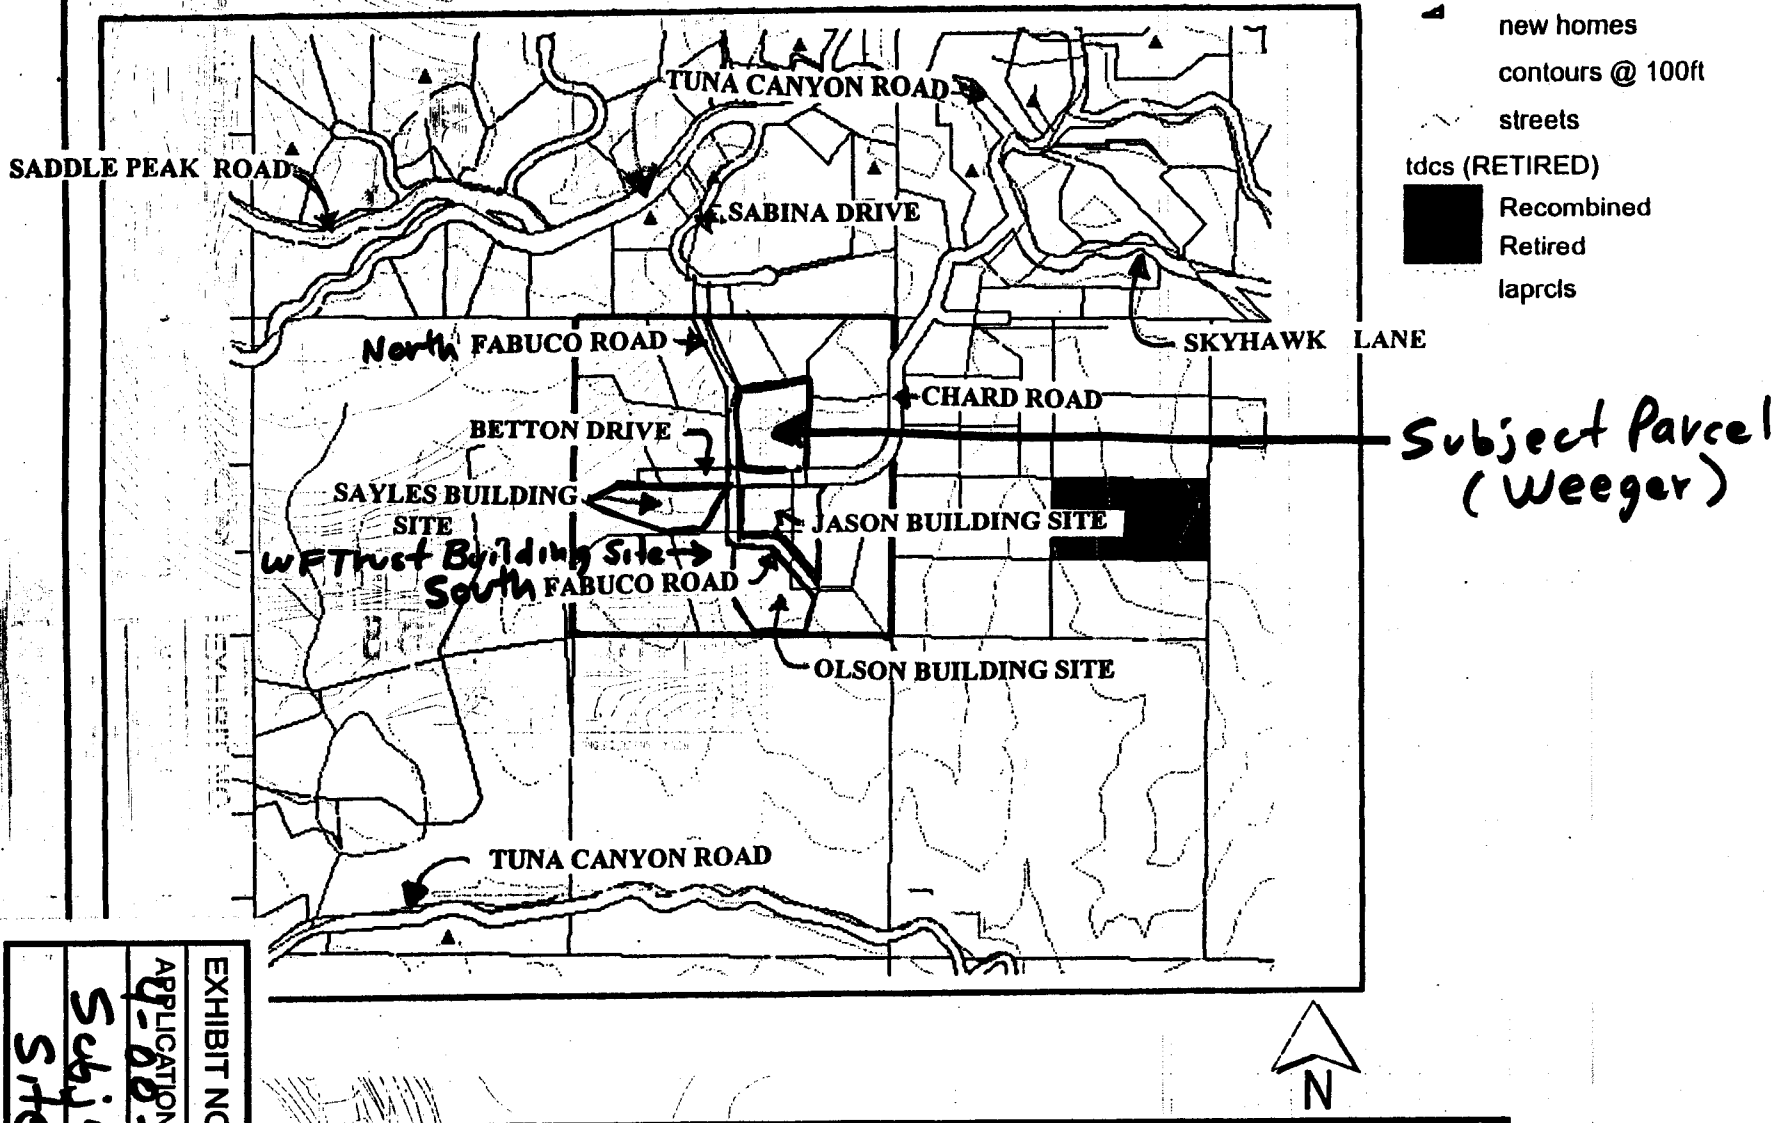 new homes
contours @ 100ft
streets
tdcs (RETIRED)
Recombined
Retired
laprcls
TUNA CANYON ROAD
SADDLE PEAK ROAD
SABINA DRIVE
North FABUCO ROAD
SKYHAWK LANE
CHARD ROAD
BETTON DRIVE
Subject Parcel
(Weeger)
SAYLES BUILDING
SITE
JASON BUILDING SITE
WF Trust Building Site
South FABUCO ROAD
OLSON BUILDING SITE
TUNA CANYON ROAD
N
EXHIBIT NO
APPLICATION